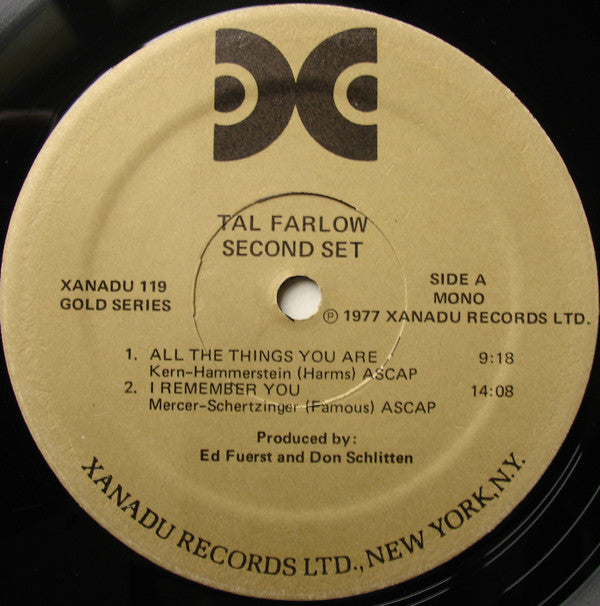 TAL FARLOW
SECOND SET
XANADU 119
GOLD SERIES
SIDE A
MONO
℗ 1977 XANADU RECORDS LTD.
1. ALL THE THINGS YOU ARE 9:18
Kern-Hammerstein (Harms) ASCAP
2. I REMEMBER YOU 14:08
Mercer-Schertzinger (Famous) ASCAP
Produced by:
Ed Fuerst and Don Schlitten
XANADU RECORDS LTD., NEW YORK, N.Y.